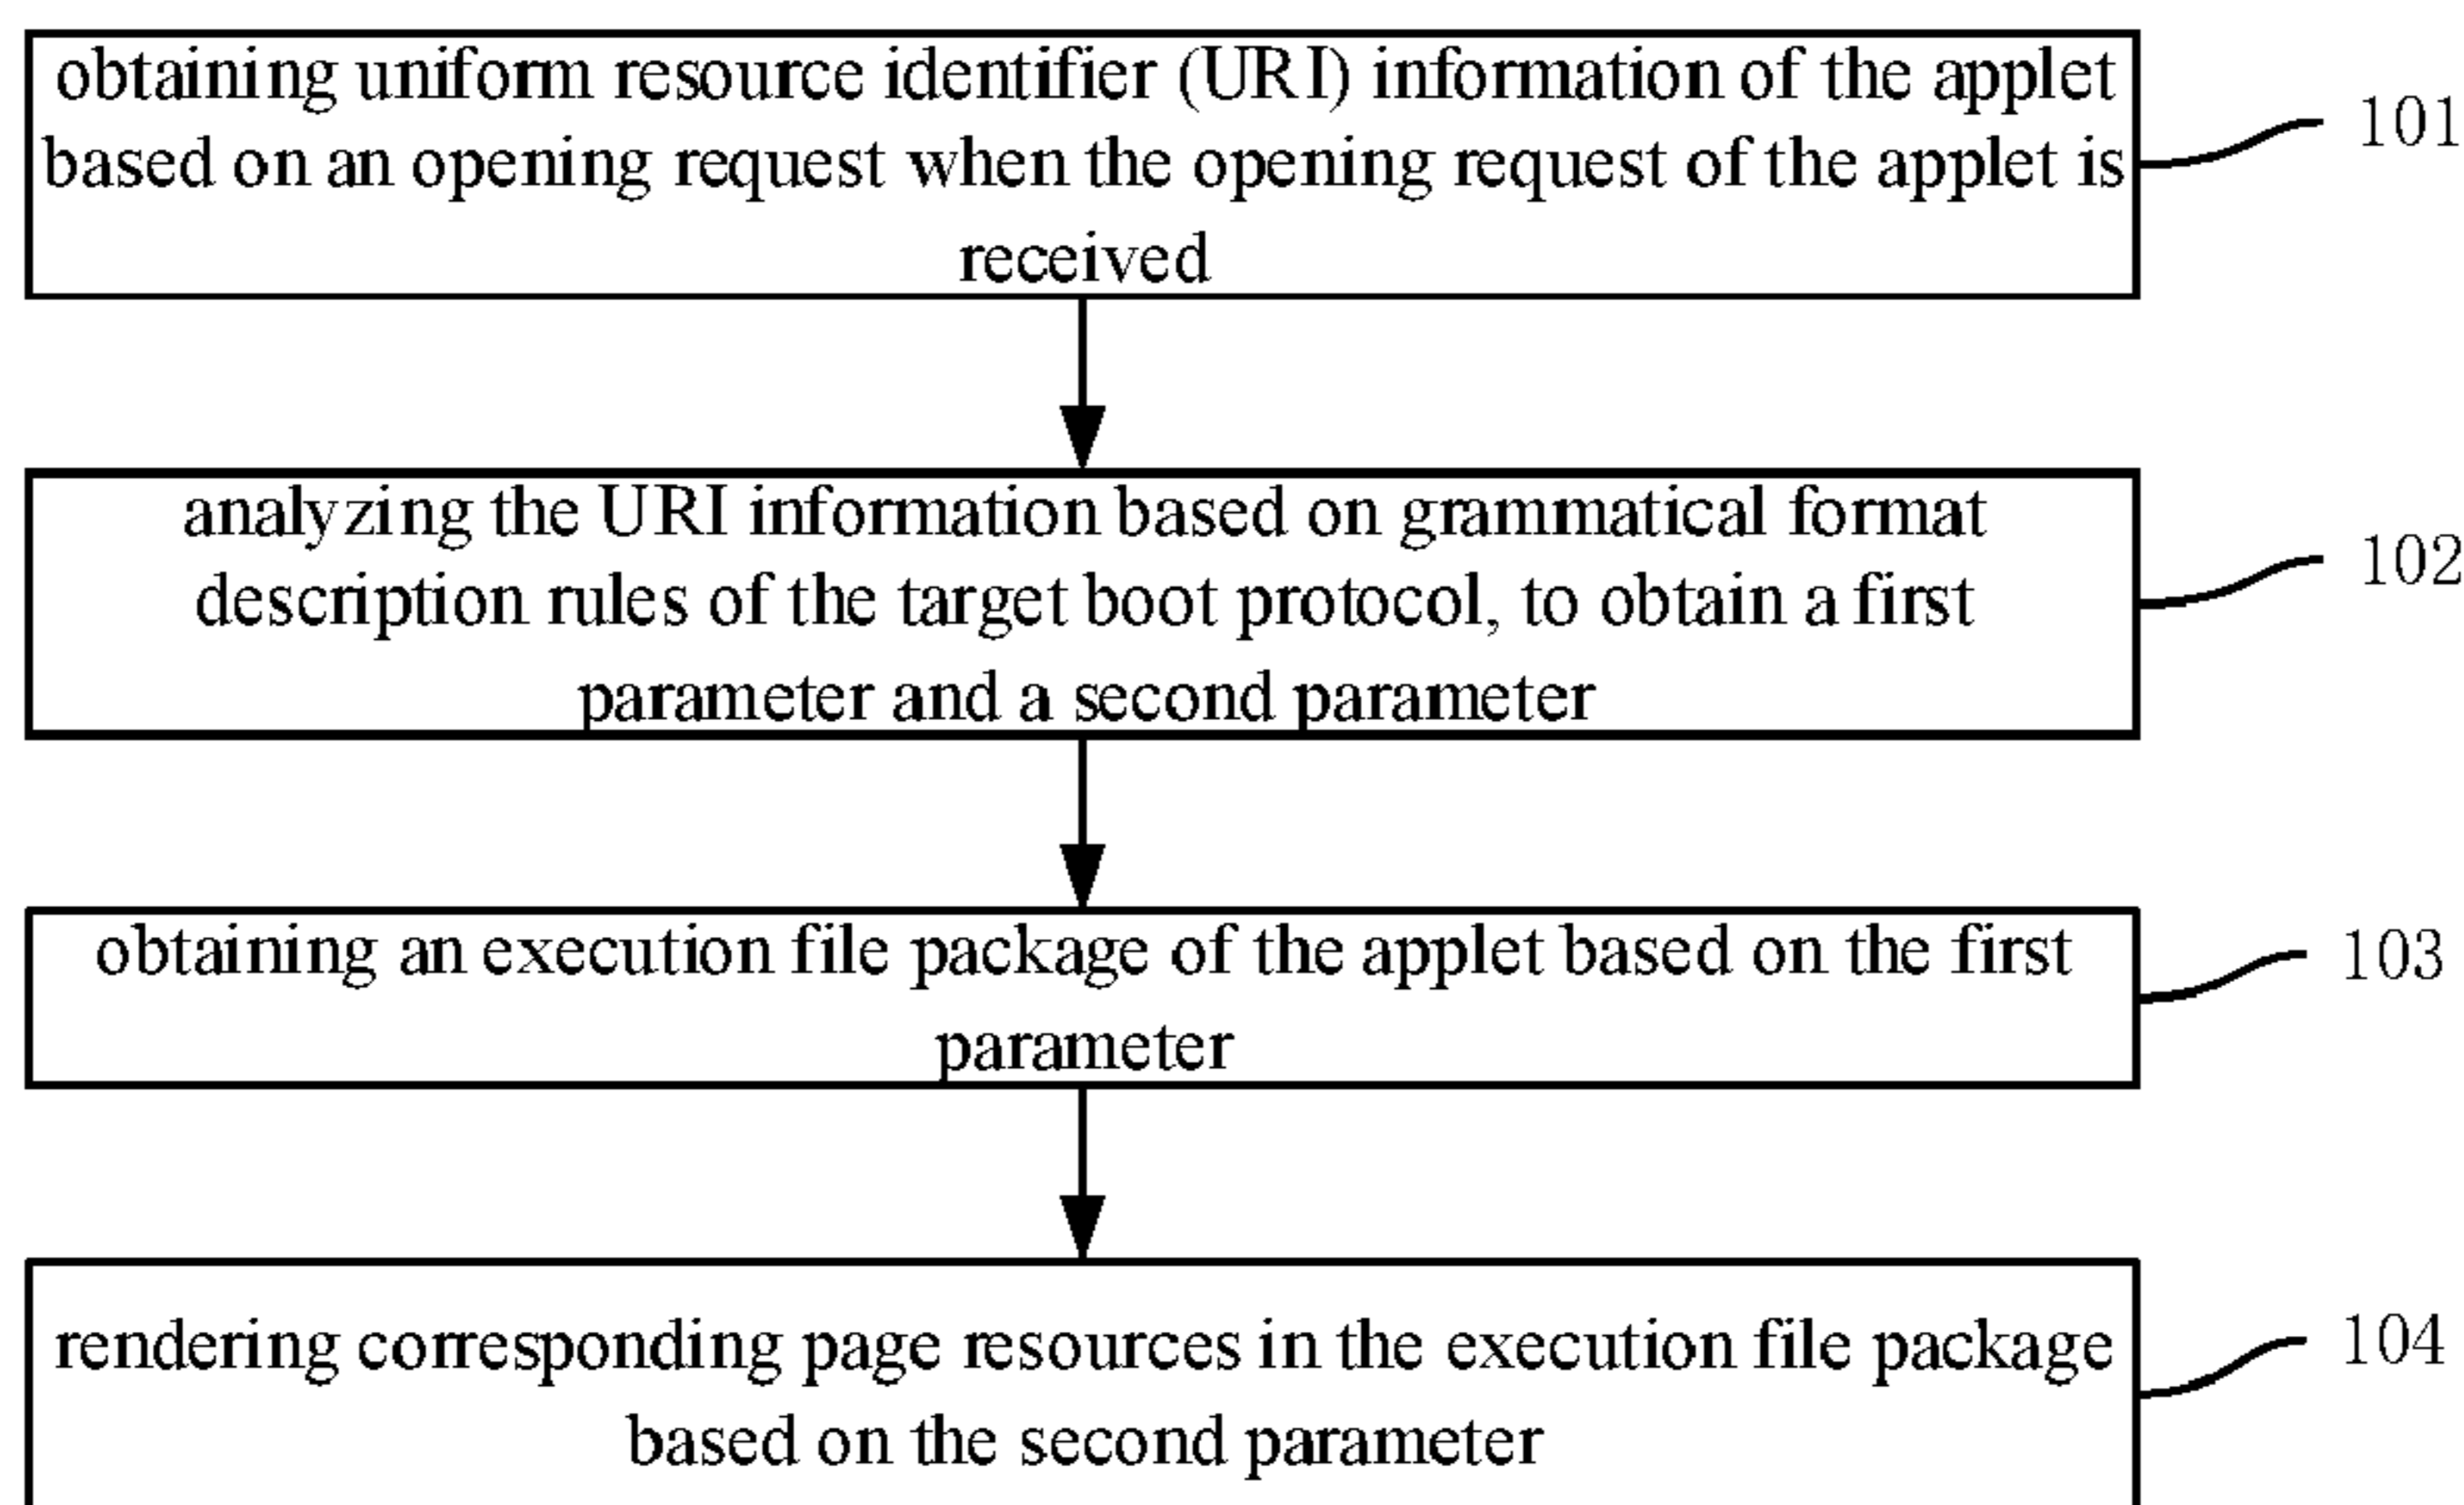 obtaining uniform resource identifier (URI) information of the applet
based on an opening request when the opening request of the applet is
received
101
analyzing the URI information based on grammatical format
description rules of the target boot protocol, to obtain a first
parameter and a second parameter
102
obtaining an execution file package of the applet based on the first
parameter
103
rendering corresponding page resources in the execution file package
based on the second parameter
104